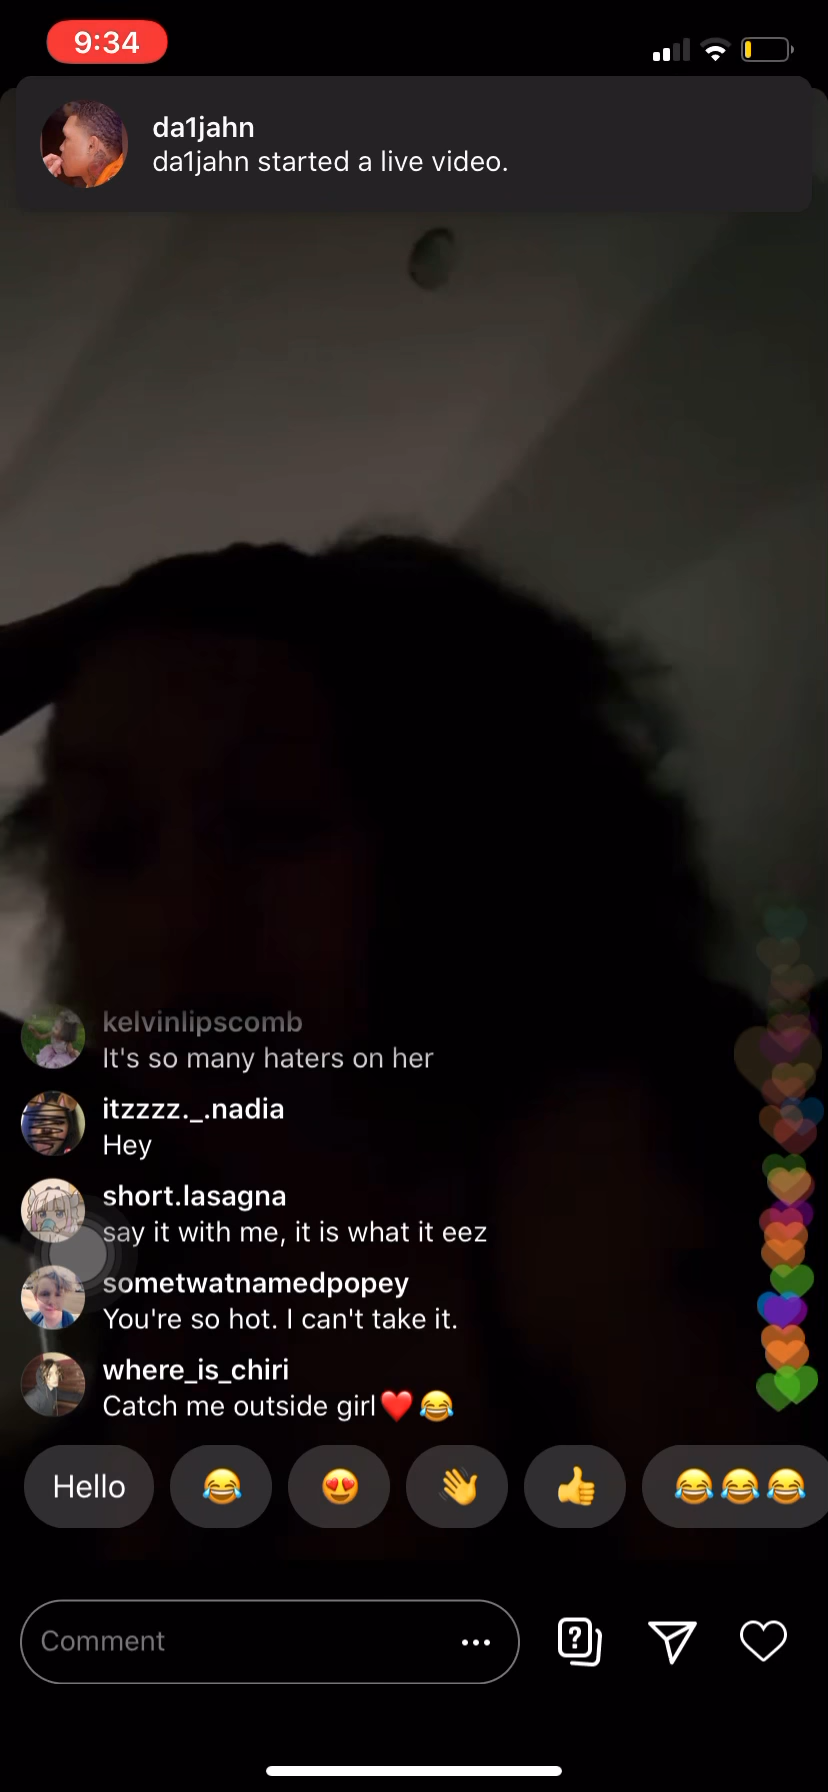 9:34
da1jahn
da1jahn started a live video.
kelvinlipscomb
It's so many haters on her
itzzzz._.nadia
Hey
short.lasagna
say it with me, it is what it eez
sometwatnamedpopey
You're so hot. I can't take it.
where_is_chiri
Catch me outside girl❤️😂
Hello 😂 😍 👋 👍 😂😂😂
Comment